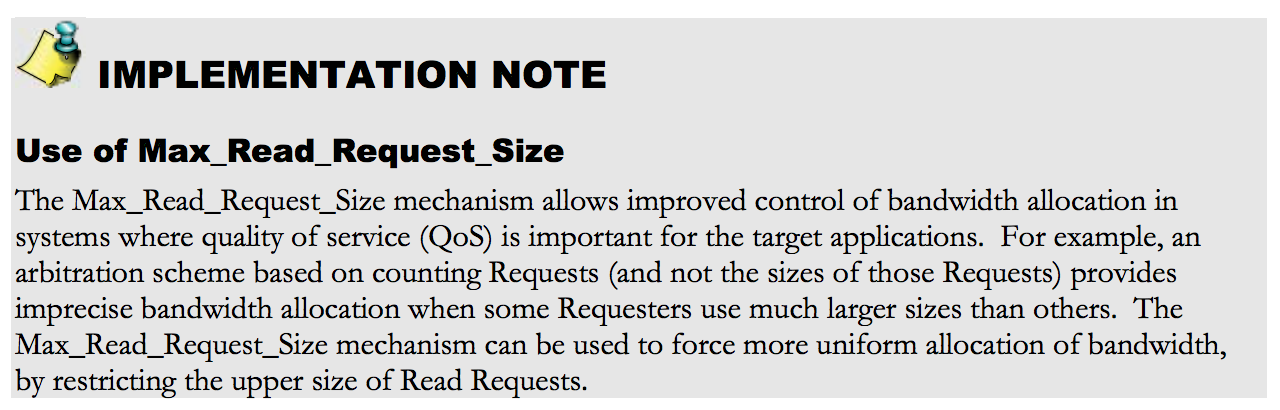 IMPLEMENTATION NOTE
Use of Max_Read_Request_Size
The Max_Read_Request_Size mechanism allows improved control of bandwidth allocation in
systems where quality of service (QoS) is important for the target applications.  For example, an
arbitration scheme based on counting Requests (and not the sizes of those Requests) provides
imprecise bandwidth allocation when some Requesters use much larger sizes than others.  The
Max_Read_Request_Size mechanism can be used to force more uniform allocation of bandwidth,
by restricting the upper size of Read Requests.